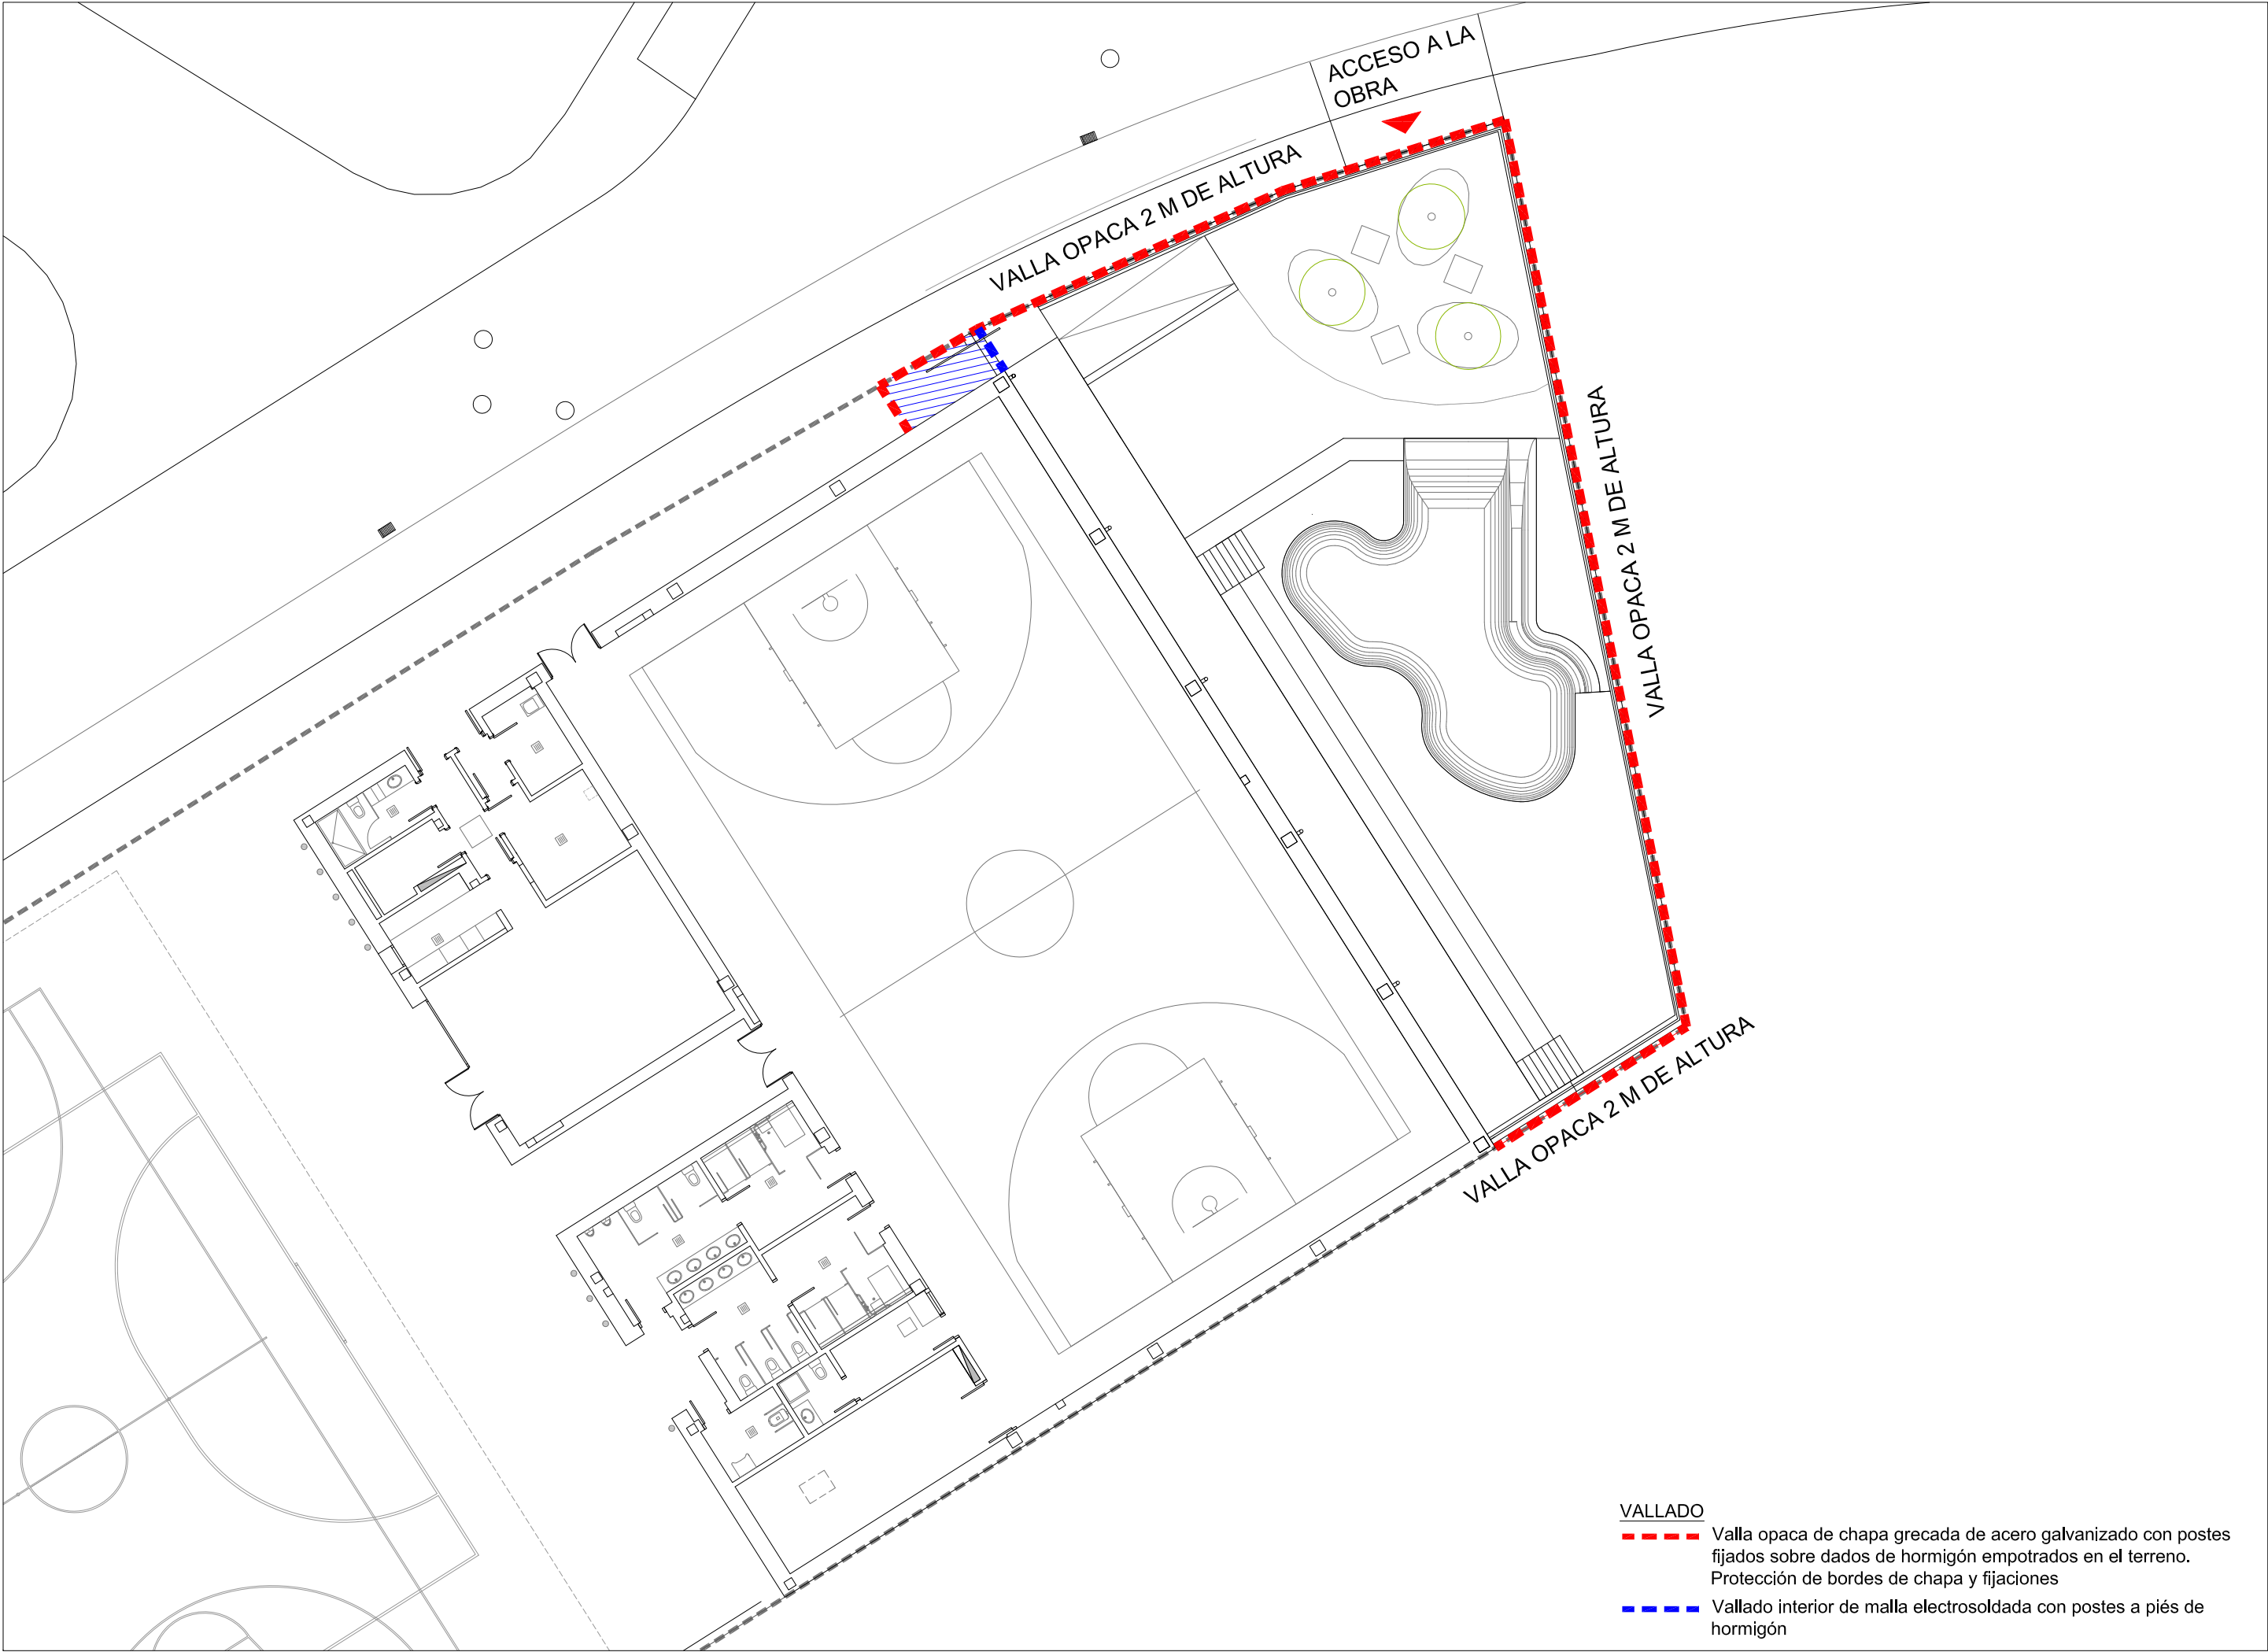 ACCESO A LA
OBRA
VALLA OPACA 2 M DE ALTURA
VALLA OPACA 2 M DE ALTURA
VALLA OPACA 2 M DE ALTURA
VALLADO
Valla opaca de chapa grecada de acero galvanizado con postes
fijados sobre dados de hormigón empotrados en el terreno.
Protección de bordes de chapa y fijaciones
Vallado interior de malla electrosoldada con postes a piés de
hormigón